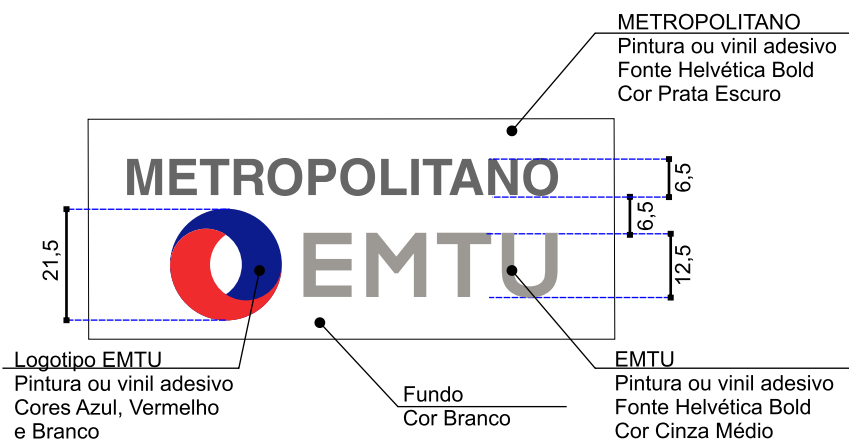 METROPOLITANO
Pintura ou vinil adesivo
Fonte Helvética Bold
Cor Prata Escuro
METROPOLITANO
6,5
6,5
21,5
EMTU
12,5
Logotipo EMTU
Pintura ou vinil adesivo
Cores Azul, Vermelho
e Branco
Fundo
Cor Branco
EMTU
Pintura ou vinil adesivo
Fonte Helvética Bold
Cor Cinza Médio